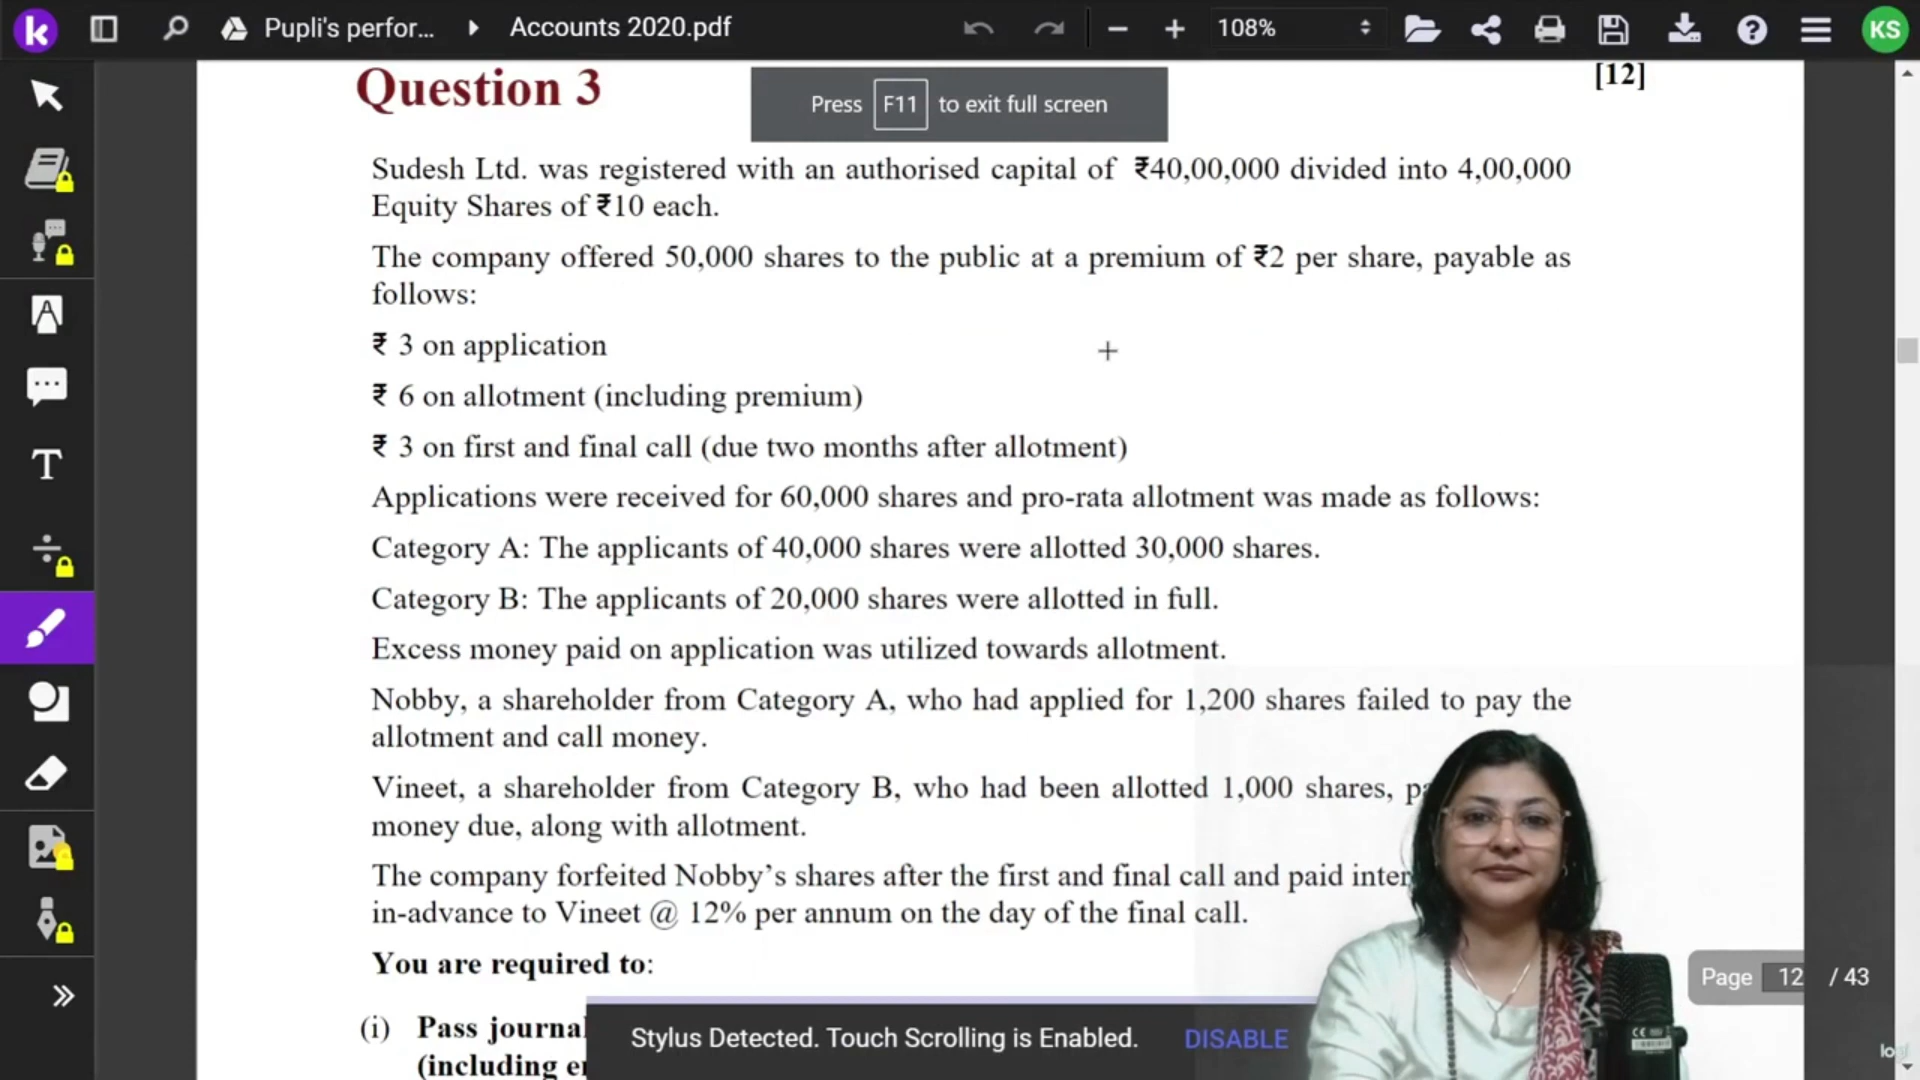 k
Pupli's perfor...
Accounts 2020.pdf
108%
KS
Question 3
[12]
Press F11 to exit full screen
Sudesh Ltd. was registered with an authorised capital of ₹40,00,000 divided into 4,00,000
Equity Shares of ₹10 each.
The company offered 50,000 shares to the public at a premium of ₹2 per share, payable as
follows:
₹ 3 on application
₹ 6 on allotment (including premium)
₹ 3 on first and final call (due two months after allotment)
Applications were received for 60,000 shares and pro-rata allotment was made as follows:
Category A: The applicants of 40,000 shares were allotted 30,000 shares.
Category B: The applicants of 20,000 shares were allotted in full.
Excess money paid on application was utilized towards allotment.
Nobby, a shareholder from Category A, who had applied for 1,200 shares failed to pay the
allotment and call money.
Vineet, a shareholder from Category B, who had been allotted 1,000 shares,
money due, along with allotment.
The company forfeited Nobby's shares after the first and final call and paid
in-advance to Vineet @ 12% per annum on the day of the final call.
You are required to:
Page 12 / 43
(i) Pass journal
Stylus Detected. Touch Scrolling is Enabled. DISABLE
(including